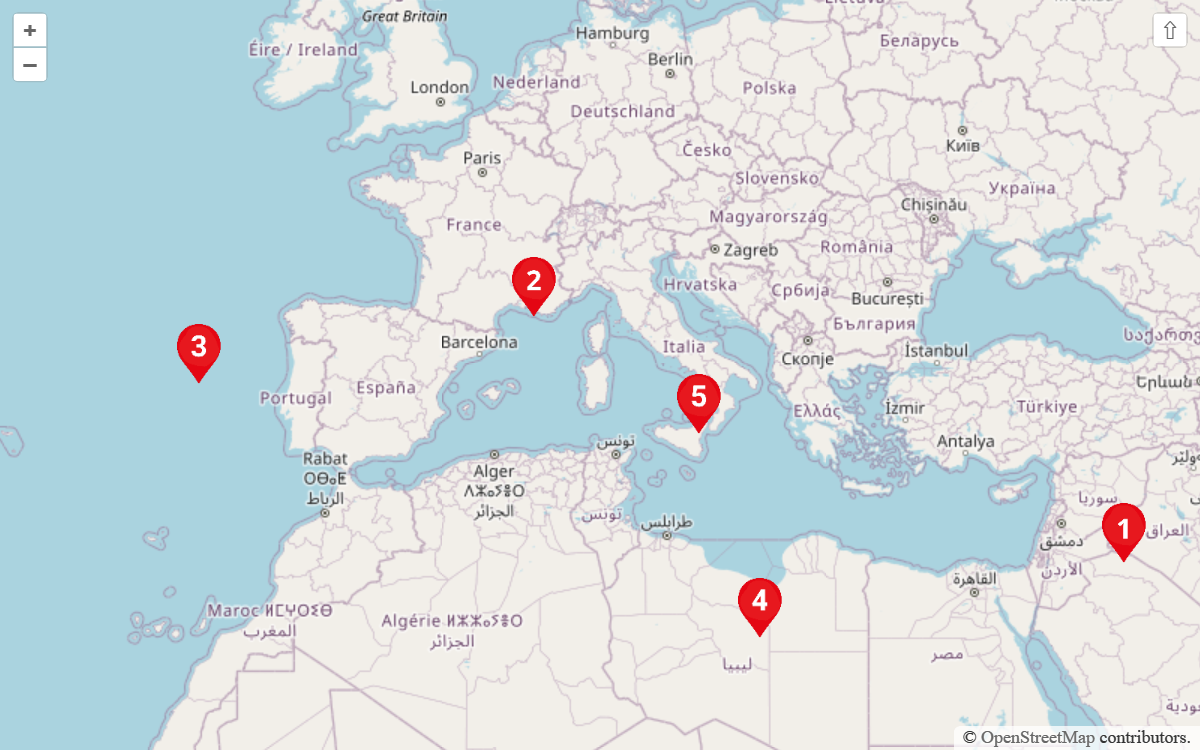 +
−
⇧
Great Britain
Éire / Ireland
Hamburg
Беларусь
Berlin
London
Nederland
Polska
Deutschland
Київ
Česko
Paris
Slovensko
Україна
Chișinău
Magyarország
France
Zagreb
România
2
Hrvatska
Србија
București
България
Barcelona
3
Italia
Скопје
İstanbul
España
Portugal
5
Ελλάς
İzmir
Türkiye
Antalya
تونس
Rabat
ⵔⴱⴰⵟ
الرباط
Alger
الجزائر
سوريا
1
تونس
طرابلس
دمشق
العراق
الأردن
القاهرة
4
Maroc ⵍⵎⵖⵔⵉⴱ
المغرب
Algérie
الجزائر
ليبيا
مصر
© OpenStreetMap contributors.